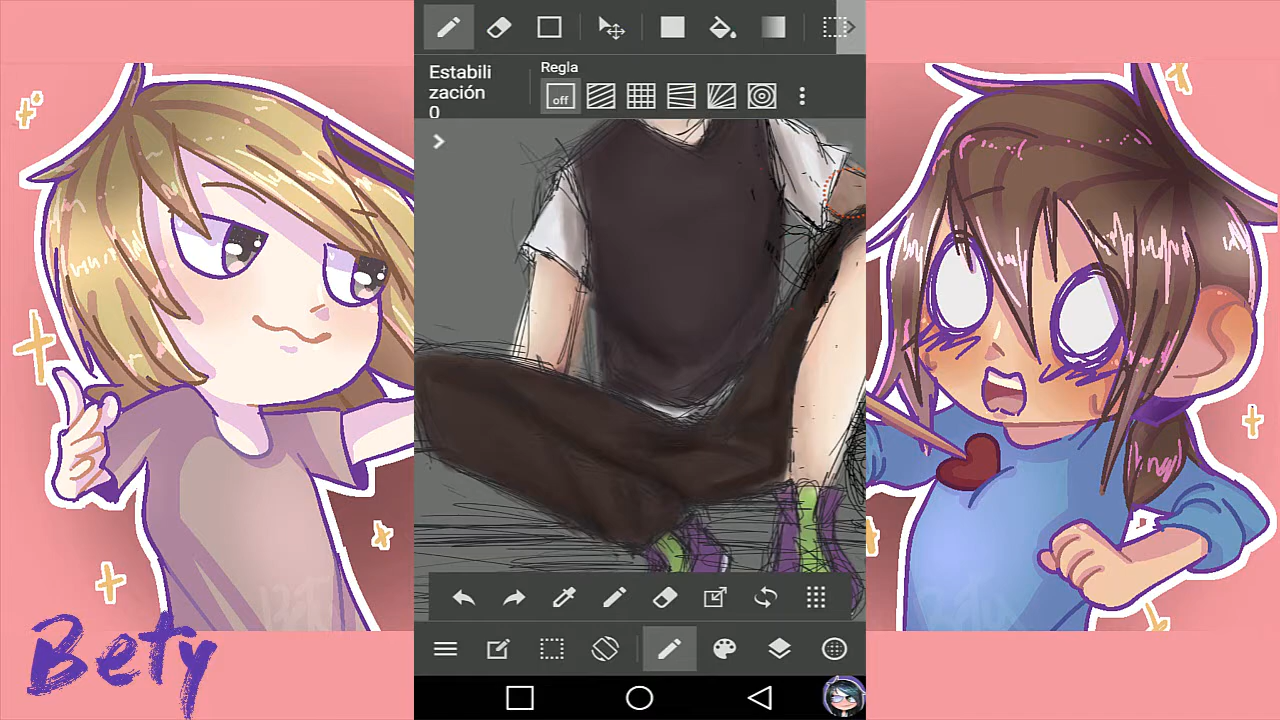 Estabili
zación
0
Regla
off
Bety